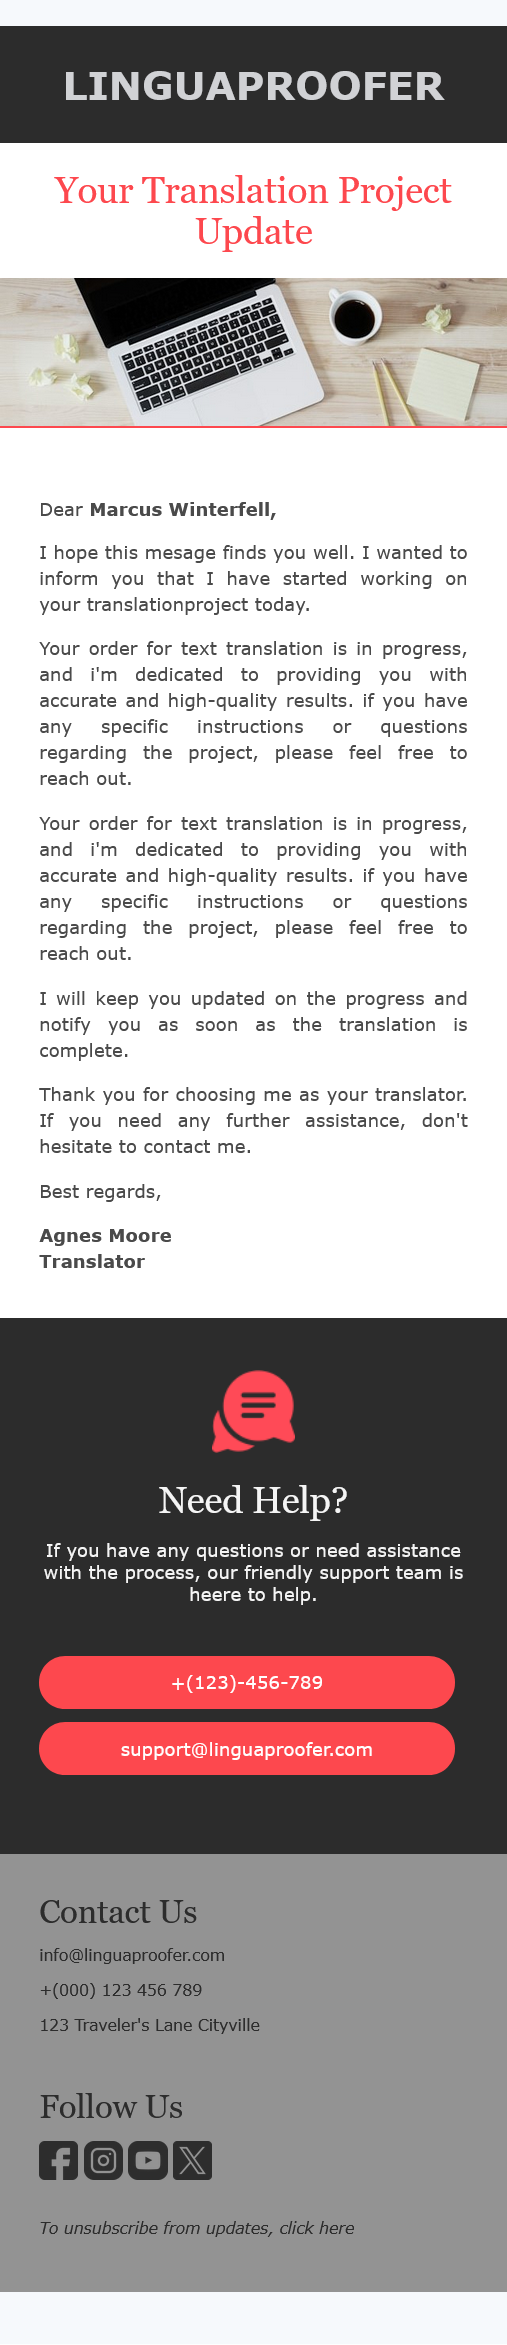 LINGUAPROOFER
Your Translation Project
Update
Dear Marcus Winterfell,
I hope this mesage finds you well. I wanted to
inform you that I have started working on
your translationproject today.
Your order for text translation is in progress,
and i'm dedicated to providing you with
accurate and high-quality results. if you have
any specific instructions or questions
regarding the project, please feel free to
reach out.
Your order for text translation is in progress,
and i'm dedicated to providing you with
accurate and high-quality results. if you have
any specific instructions or questions
regarding the project, please feel free to
reach out.
I will keep you updated on the progress and
notify you as soon as the translation is
complete.
Thank you for choosing me as your translator.
If you need any further assistance, don't
hesitate to contact me.
Best regards,
Agnes Moore
Translator
Need Help?
If you have any questions or need assistance
with the process, our friendly support team is
heere to help.
+(123)-456-789
support@linguaproofer.com
Contact Us
info@linguaproofer.com
+(000) 123 456 789
123 Traveler's Lane Cityville
Follow Us
To unsubscribe from updates, click here